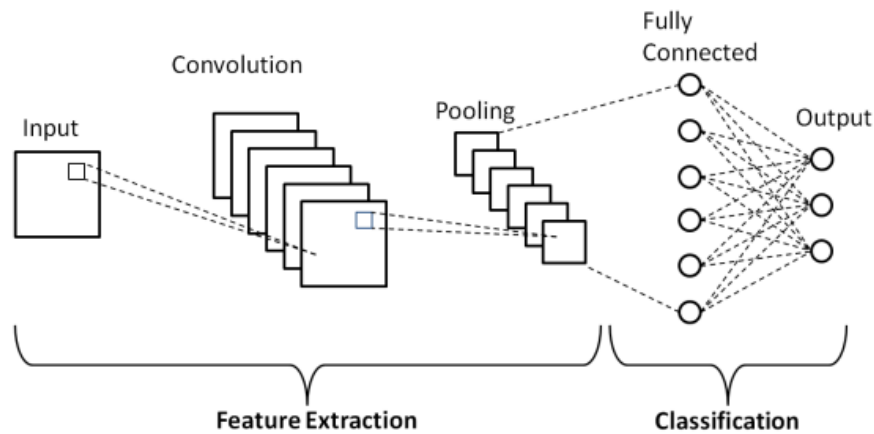 Input
Convolution
Pooling
Fully
Connected
Output
Feature Extraction
Classification